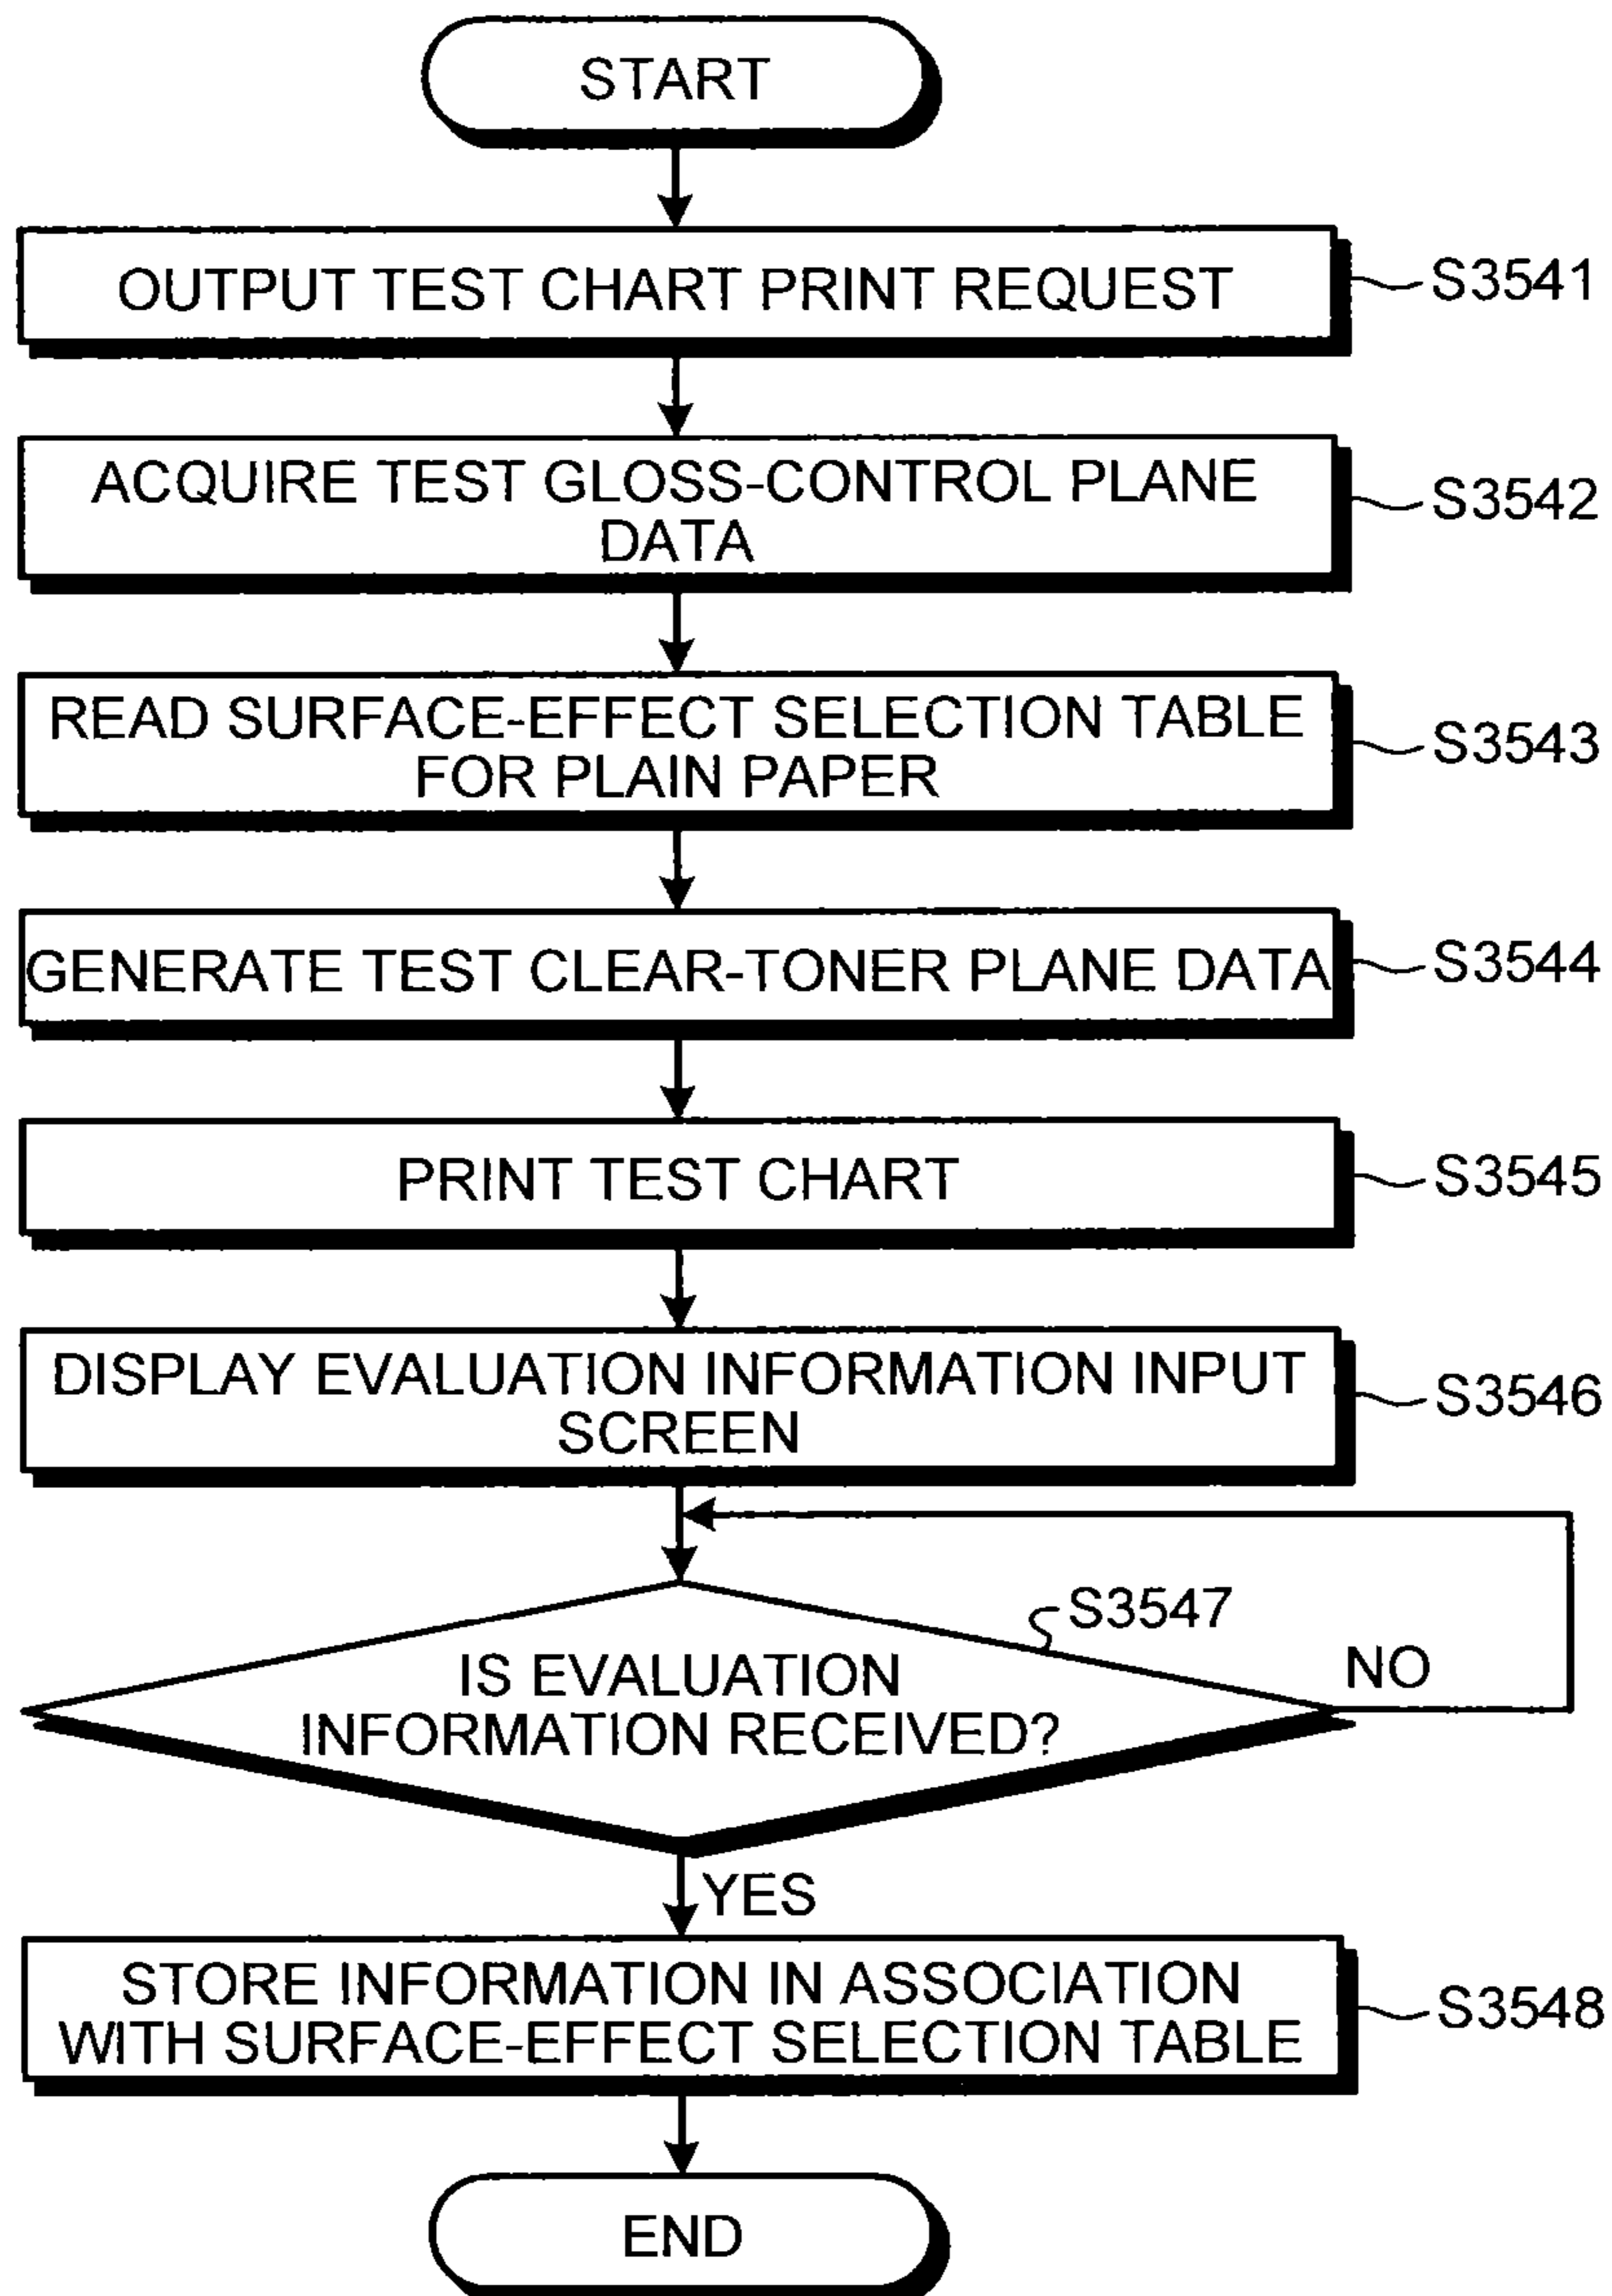 START
OUTPUT TEST CHART PRINT REQUEST
S3541
ACQUIRE TEST GLOSS-CONTROL PLANE
DATA
S3542
READ SURFACE-EFFECT SELECTION TABLE
FOR PLAIN PAPER
S3543
GENERATE TEST CLEAR-TONER PLANE DATA
S3544
PRINT TEST CHART
S3545
DISPLAY EVALUATION INFORMATION INPUT
SCREEN
S3546
S3547
IS EVALUATION
INFORMATION RECEIVED?
NO
YES
STORE INFORMATION IN ASSOCIATION
WITH SURFACE-EFFECT SELECTION TABLE
S3548
END